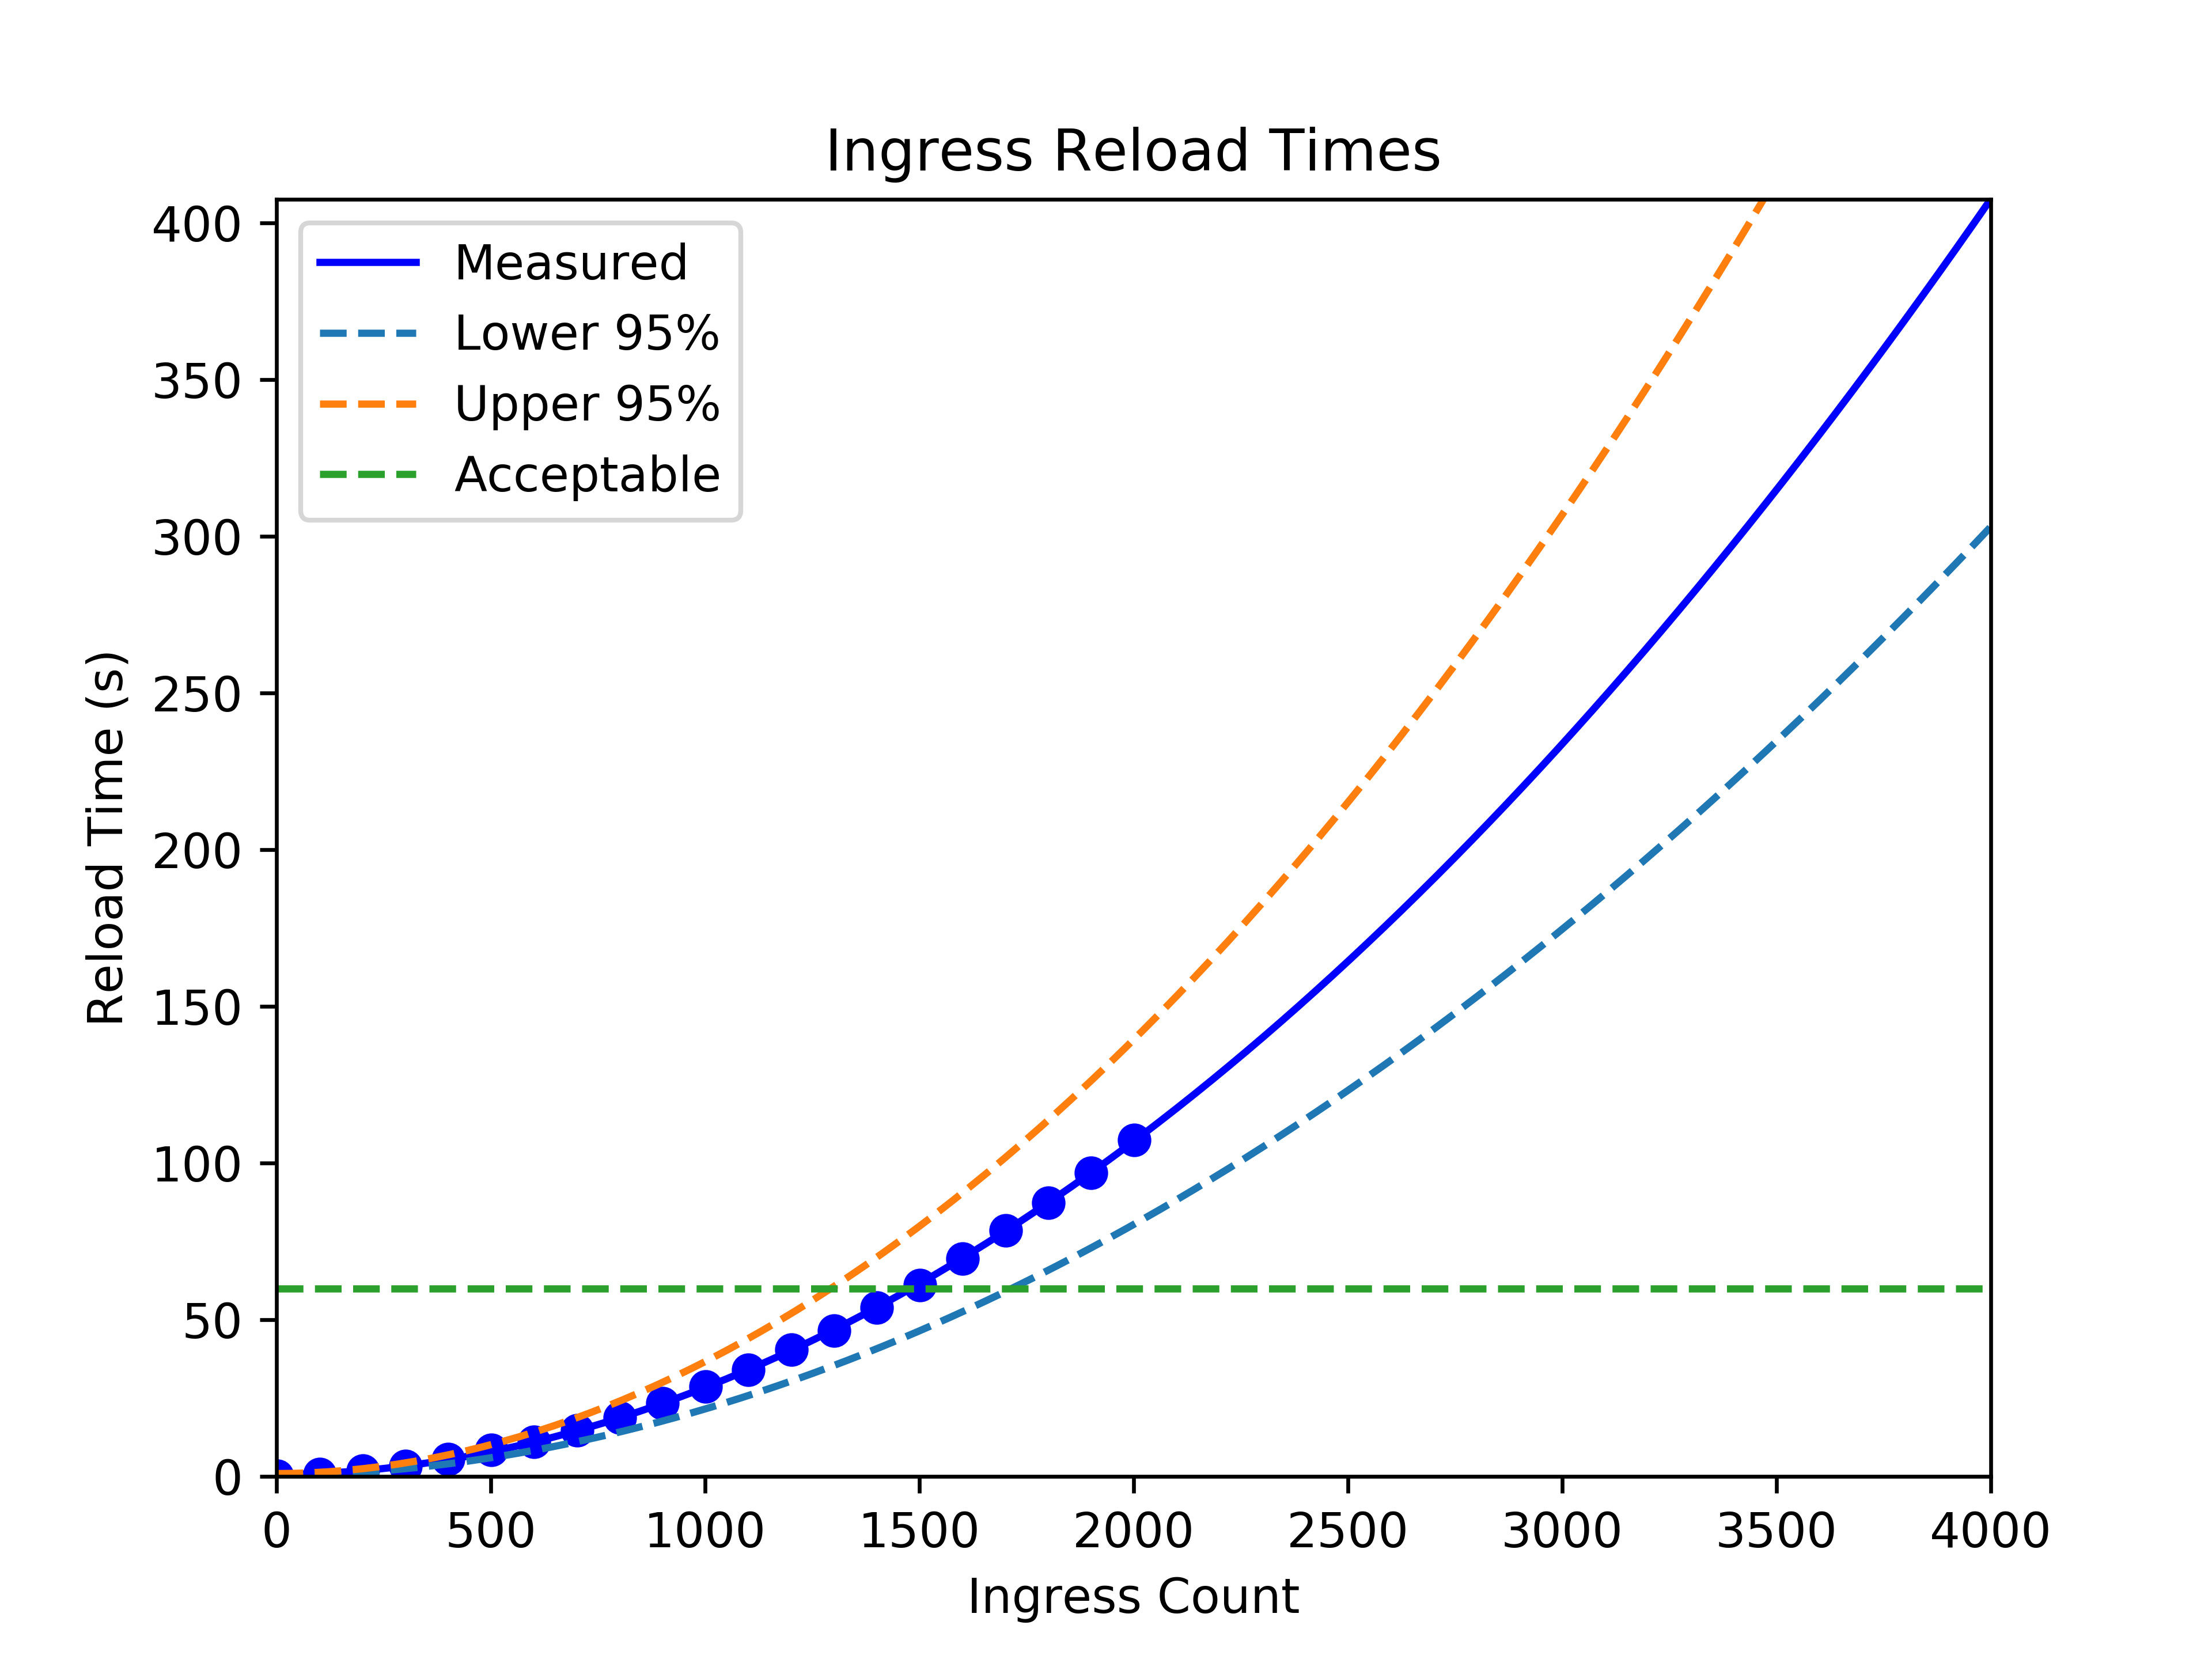 Ingress Reload Times
Measured
Lower 95%
Upper 95%
Acceptable
Reload Time (s)
400
350
300
250
200
150
100
50
0
0 500 1000 1500 2000 2500 3000 3500 4000
Ingress Count